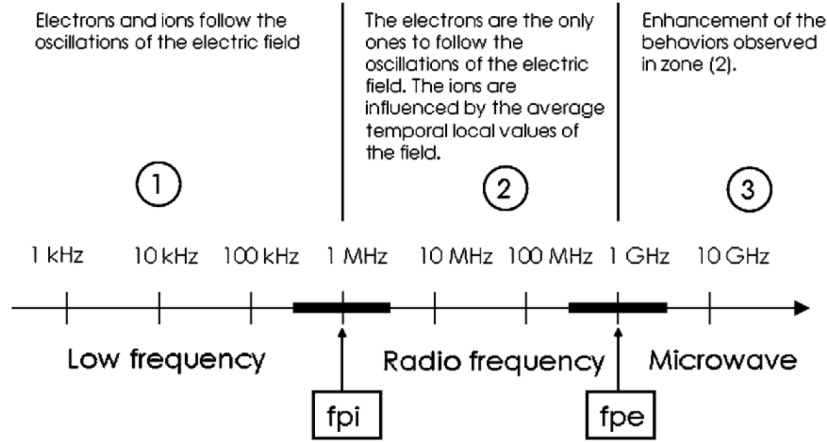 Electrons and ions follow the
oscillations of the electric field
The electrons are the only
ones to follow the
oscillations of the electric
field. The ions are
influenced by the average
temporal local values of
the field.
Enhancement of the
behaviors observed
in zone (2).
1
2
3
1 kHz 10 kHz 100 kHz 1 MHz 10 MHz 100 MHz 1 GHz 10 GHz
Low frequency Radio frequency Microwave
fpi fpe